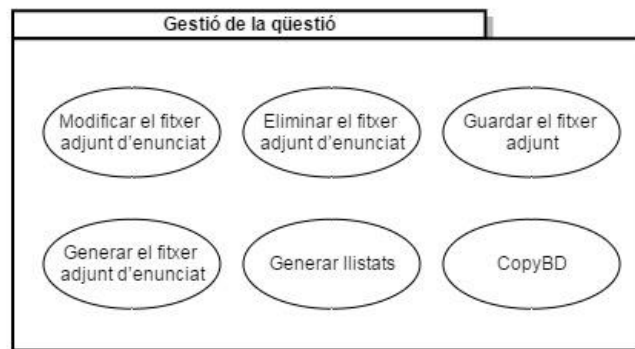 Gestió de la qüestió
Modificar el fitxer
adjunt d'enunciat
Eliminar el fitxer
adjunt d'enunciat
Guardar el fitxer
adjunt
Generar el fitxer
adjunt d'enunciat
Generar llistats
CopyBD